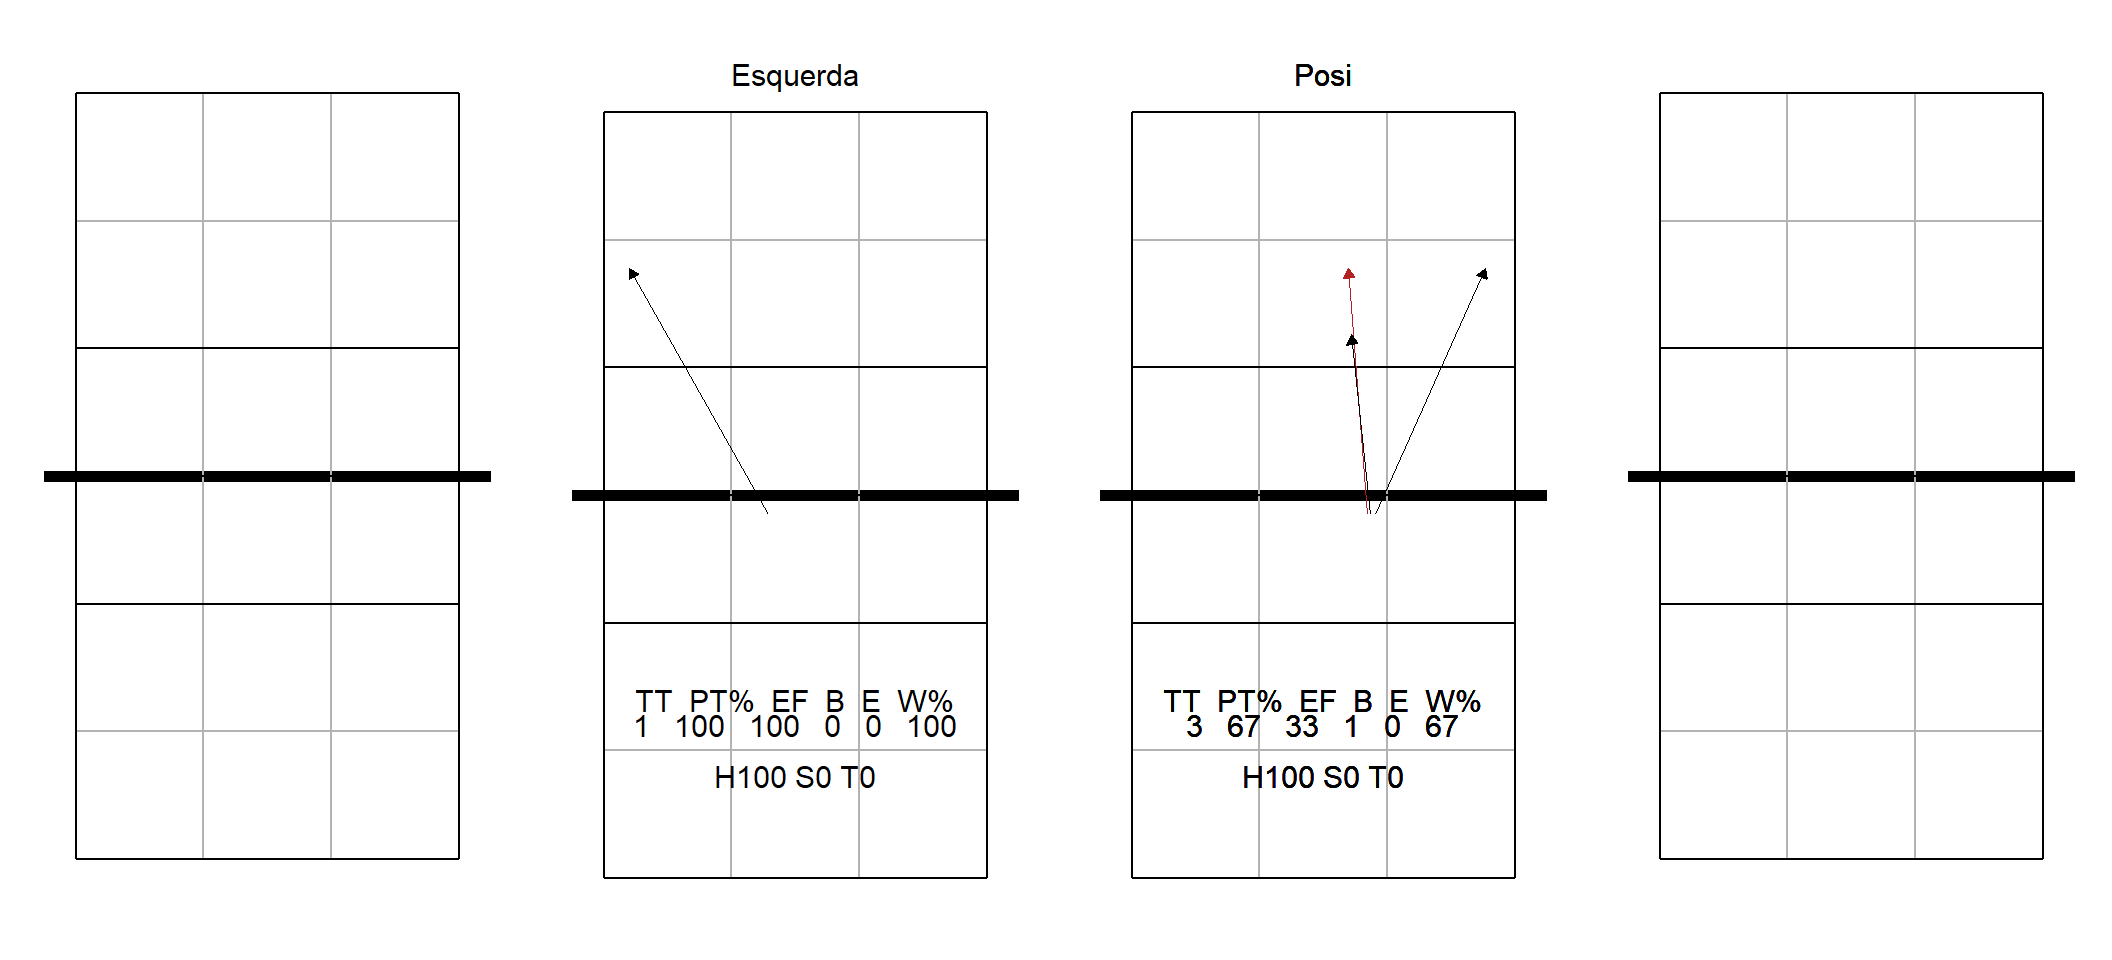 Esquerda
TT PT% EF B E W%
1 100 100 0 0 100
H100 S0 T0
Posi
TT PT% EF B E W%
3 67 33 1 0 67
H100 S0 T0